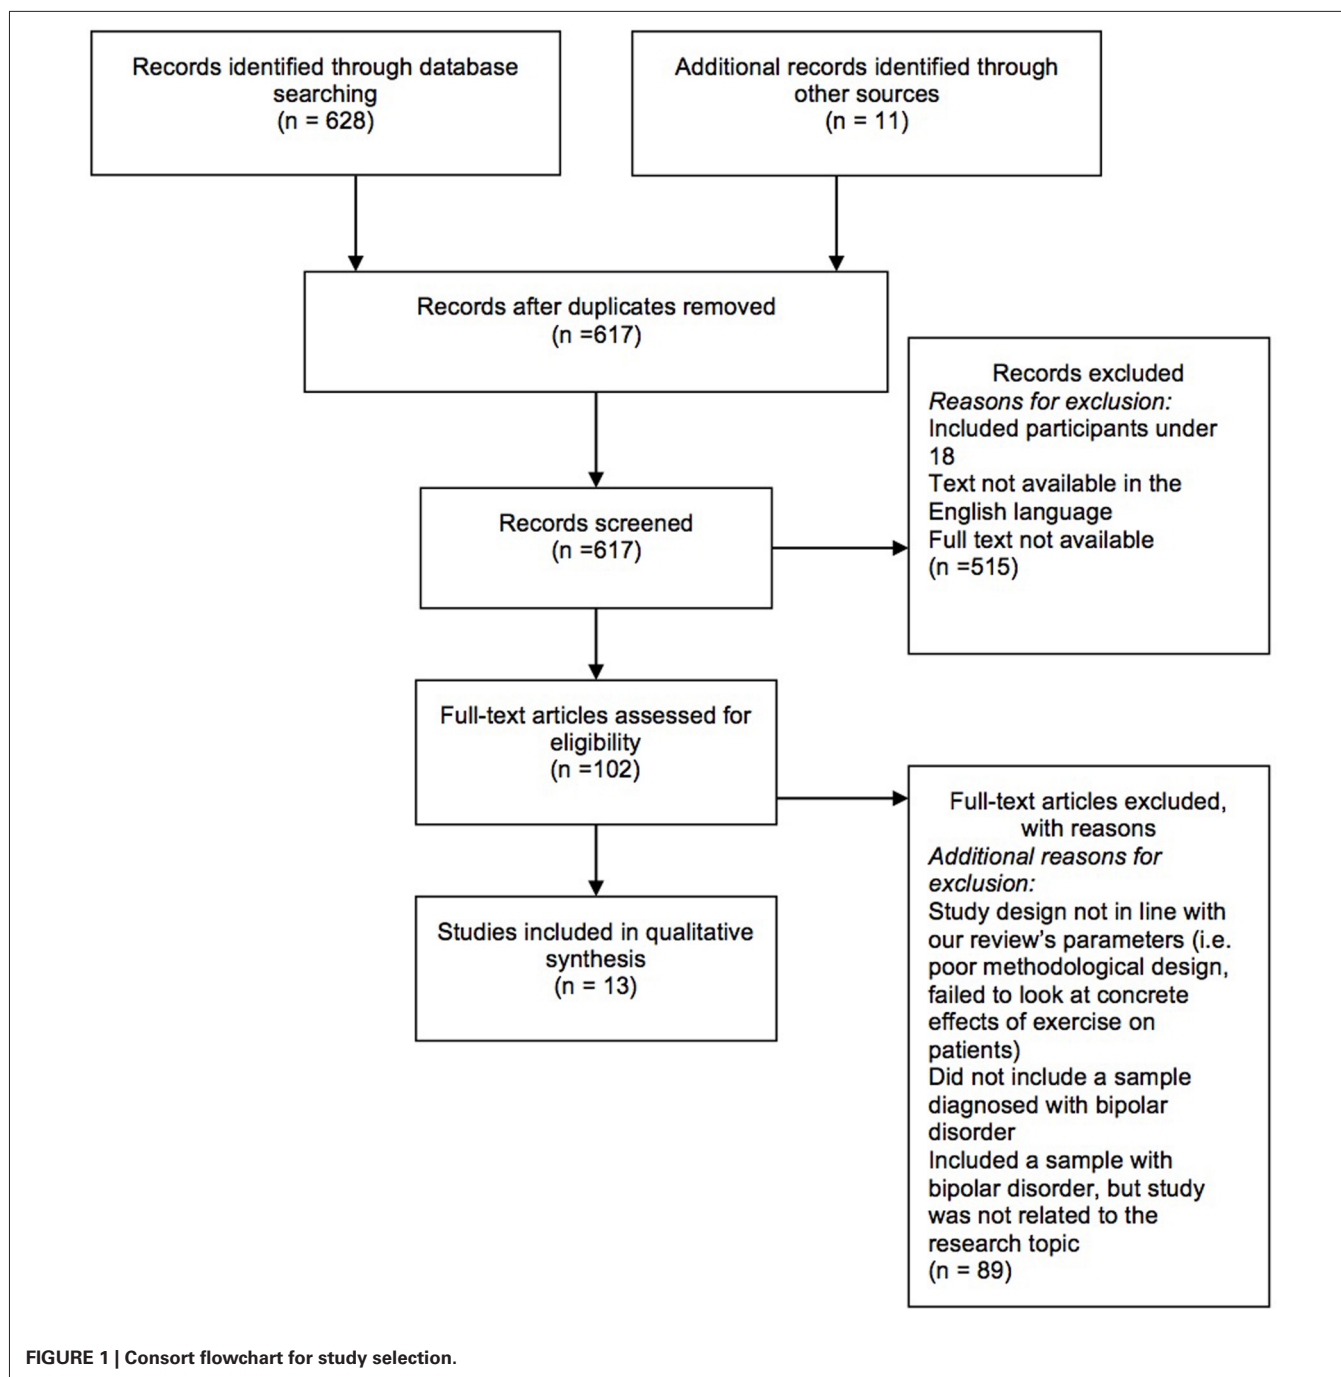 Records identified through database
searching
(n = 628)
Additional records identified through
other sources
(n = 11)
Records after duplicates removed
(n =617)
Records screened
(n =617)
Records excluded
Reasons for exclusion:
Included participants under
18
Text not available in the
English language
Full text not available
(n =515)
Full-text articles assessed for
eligibility
(n =102)
Full-text articles excluded,
with reasons
Additional reasons for
exclusion:
Study design not in line with
our review's parameters (i.e.
poor methodological design,
failed to look at concrete
effects of exercise on
patients)
Did not include a sample
diagnosed with bipolar
disorder
Included a sample with
bipolar disorder, but study
was not related to the
research topic
(n = 89)
Studies included in qualitative
synthesis
(n = 13)
FIGURE 1 | Consort flowchart for study selection.